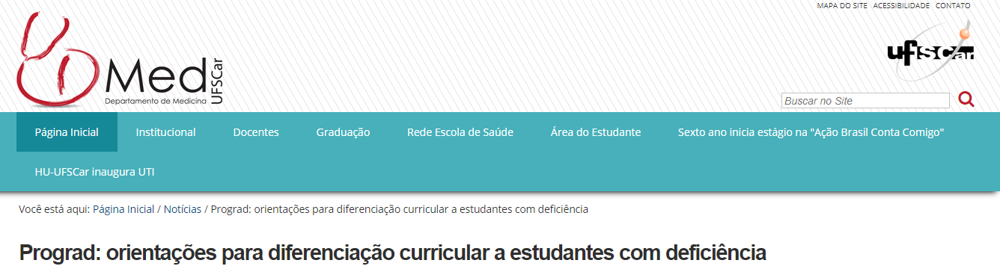 MAPA DO SITE ACESSIBILIDADE CONTATO
Med
Departamento de Medicina
UFSCar
ufscar
Buscar no Site
Página Inicial Institucional Docentes Graduação Rede Escola de Saúde Área do Estudante Sexto ano inicia estágio na "Ação Brasil Conta Comigo"
HU-UFSCar inaugura UTI
Você está aqui: Página Inicial / Notícias / Prograd: orientações para diferenciação curricular a estudantes com deficiência
Prograd: orientações para diferenciação curricular a estudantes com deficiência